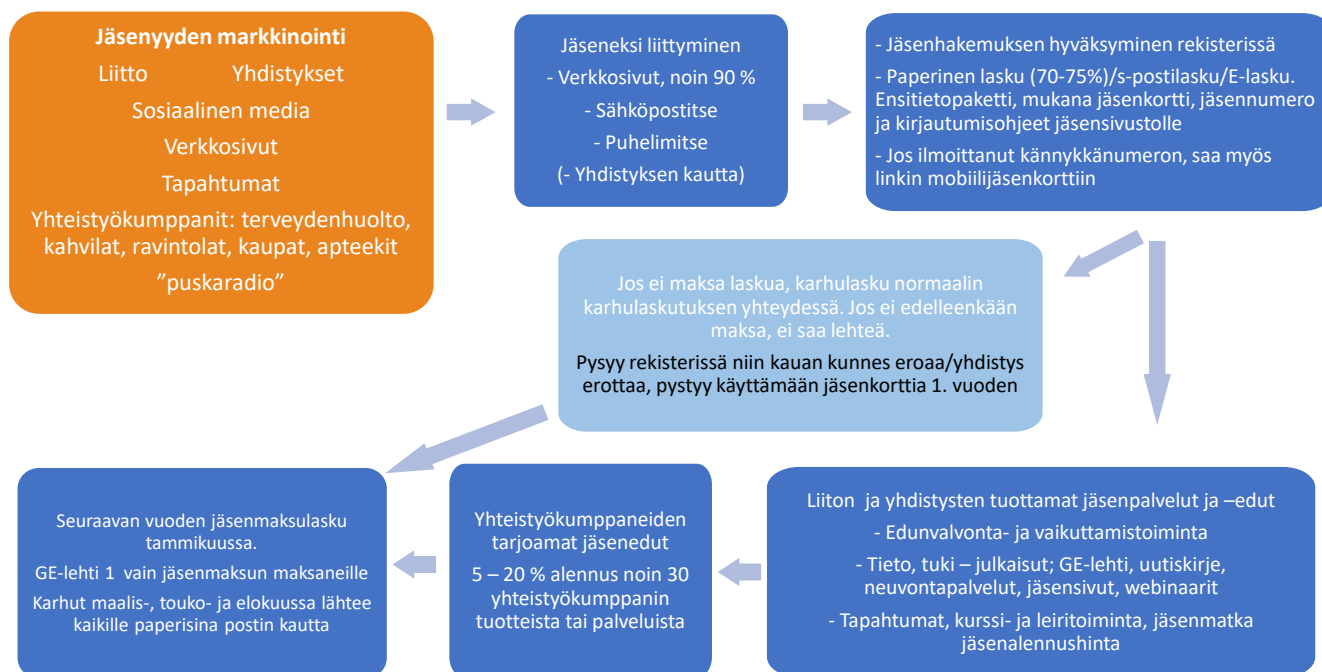 Jäsenyyden markkinointi
Liitto Yhdistykset
Sosiaalinen media
Verkkosivut
Tapahtumat
Yhteistyökumppanit: terveydenhuolto,
kahvilat, ravintolat, kaupat, apteekit
”puskaradio”
Jäseneksi liittyminen
- Verkkosivut, noin 90 %
- Sähköpostitse
- Puhelimitse
(- Yhdistyksen kautta)
- Jäsenhakemuksen hyväksyminen rekisterissä
- Paperinen lasku (70-75%)/s-postilasku/E-lasku.
Ensitietopaketti, mukana jäsenkortti, jäsennumero
ja kirjautumisohjeet jäsensivustolle
- Jos ilmoittanut kännykkänumeron, saa myös
linkin mobiilijäsenkorttiin
Jos ei maksa laskua, karhulasku normaalin
karhulaskutuksen yhteydessä. Jos ei edelleenkään
maksa, ei saa lehteä.
Pysyy rekisterissä niin kauan kunnes eroaa/yhdistys
erottaa, pystyy käyttämään jäsenkorttia 1. vuoden
Seuraavan vuoden jäsenmaksulasku
tammikuussa.
GE-lehti 1 vain jäsenmaksun maksaneille
Karhut maalis-, touko- ja elokuussa lähtee
kaikille paperisina postin kautta
Yhteistyökumppaneiden
tarjoamat jäsenedut
5 – 20 % alennus noin 30
yhteistyökumppanin
tuotteista tai palveluista
Liiton ja yhdistysten tuottamat jäsenpalvelut ja –edut
- Edunvalvonta- ja vaikuttamistoiminta
- Tieto, tuki – julkaisut; GE-lehti, uutiskirje,
neuvontapalvelut, jäsensivut, webinaarit
- Tapahtumat, kurssi- ja leiritoiminta, jäsenmatka
jäsenalennushinta